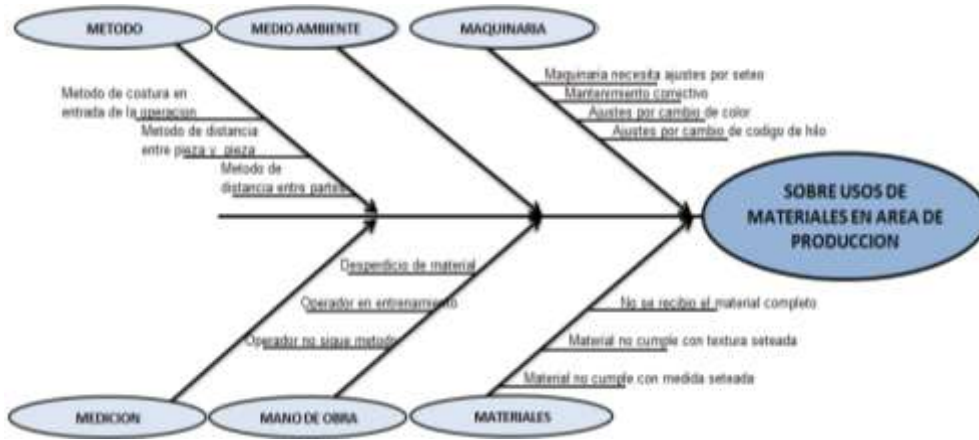 METODO
MEDIO AMBIENTE
MAQUINARIA
Metodo de costura en
entrada de la operacion
Metodo de distancia
entre pieza y pieza
Metodo de
distancia entre partes
Maquinaria necesita ajustes por seteo
Mantenimiento correctivo
Ajustes por cambio de color
Ajustes por cambio de codigo de hilo
SOBRE USOS DE
MATERIALES EN AREA DE
PRODUCCION
Desperdicio de material
Operador en entrenamiento
Operador no sigue metodo
No se recibio el material completo
Material no cumple con textura seteada
Material no cumple con medida seteada
MEDICION
MANO DE OBRA
MATERIALES